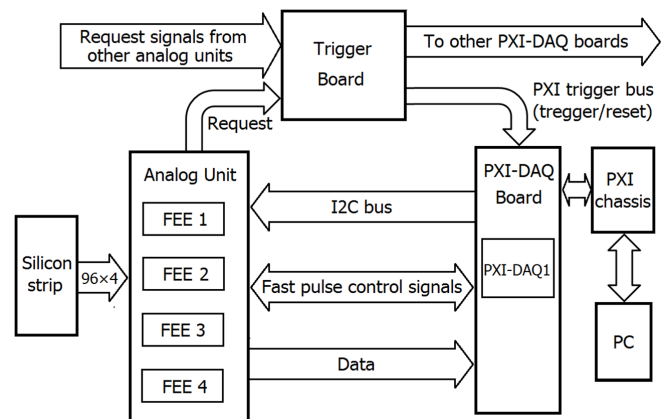 Request signals from
other analog units
Trigger
Board
To other PXI-DAQ boards
PXI trigger bus
(tregger/reset)
Request
Analog Unit
FEE 1
FEE 2
FEE 3
FEE 4
Silicon
strip
96×4
I2C bus
Fast pulse control signals
Data
PXI-DAQ
Board
PXI-DAQ1
PXI
chassis
PC